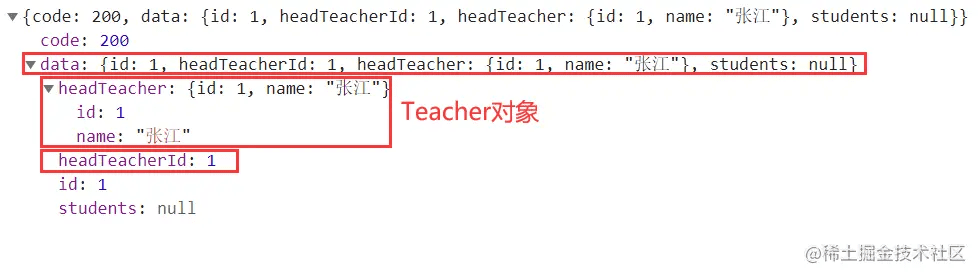 ▼{code: 200, data: {id: 1, headTeacherId: 1, headTeacher: {id: 1, name: "张江"}, students: null}}
code: 200
▼data: {id: 1, headTeacherId: 1, headTeacher: {id: 1, name: "张江"}, students: null}
▼headTeacher: {id: 1, name: "张江"}
id: 1
Teacher对象
name: "张江"
headTeacherId: 1
id: 1
students: null
@稀土掘金技术社区